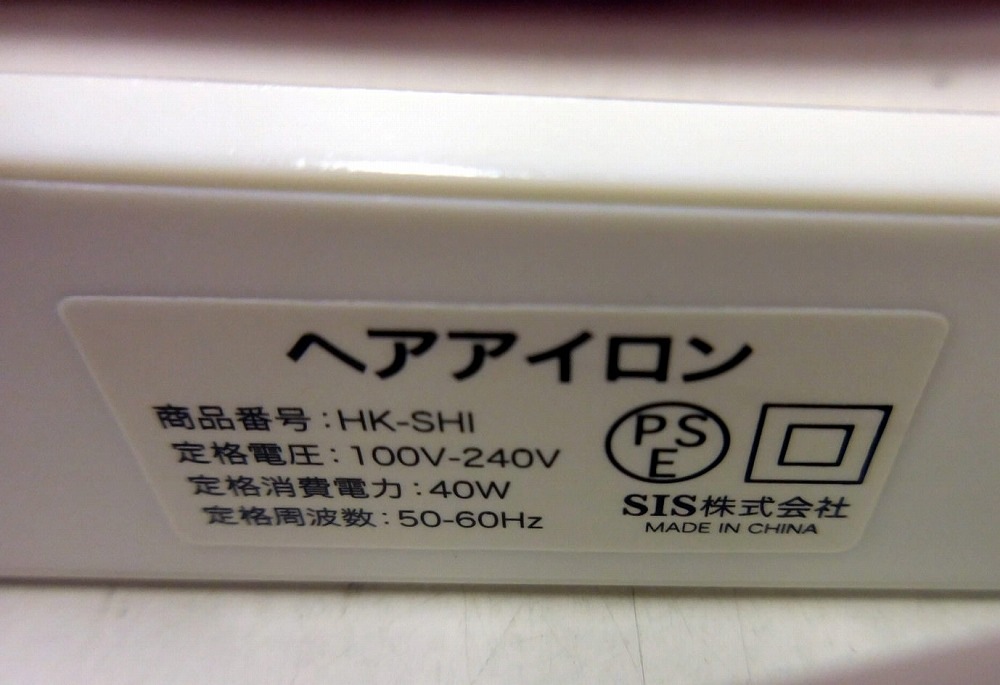 ヘアアイロン
商品番号:HK-SHI
定格電圧:100V-240V
定格消費電力:40W
定格周波数:50-60Hz
PS
E
SIS株式会社
MADE IN CHINA